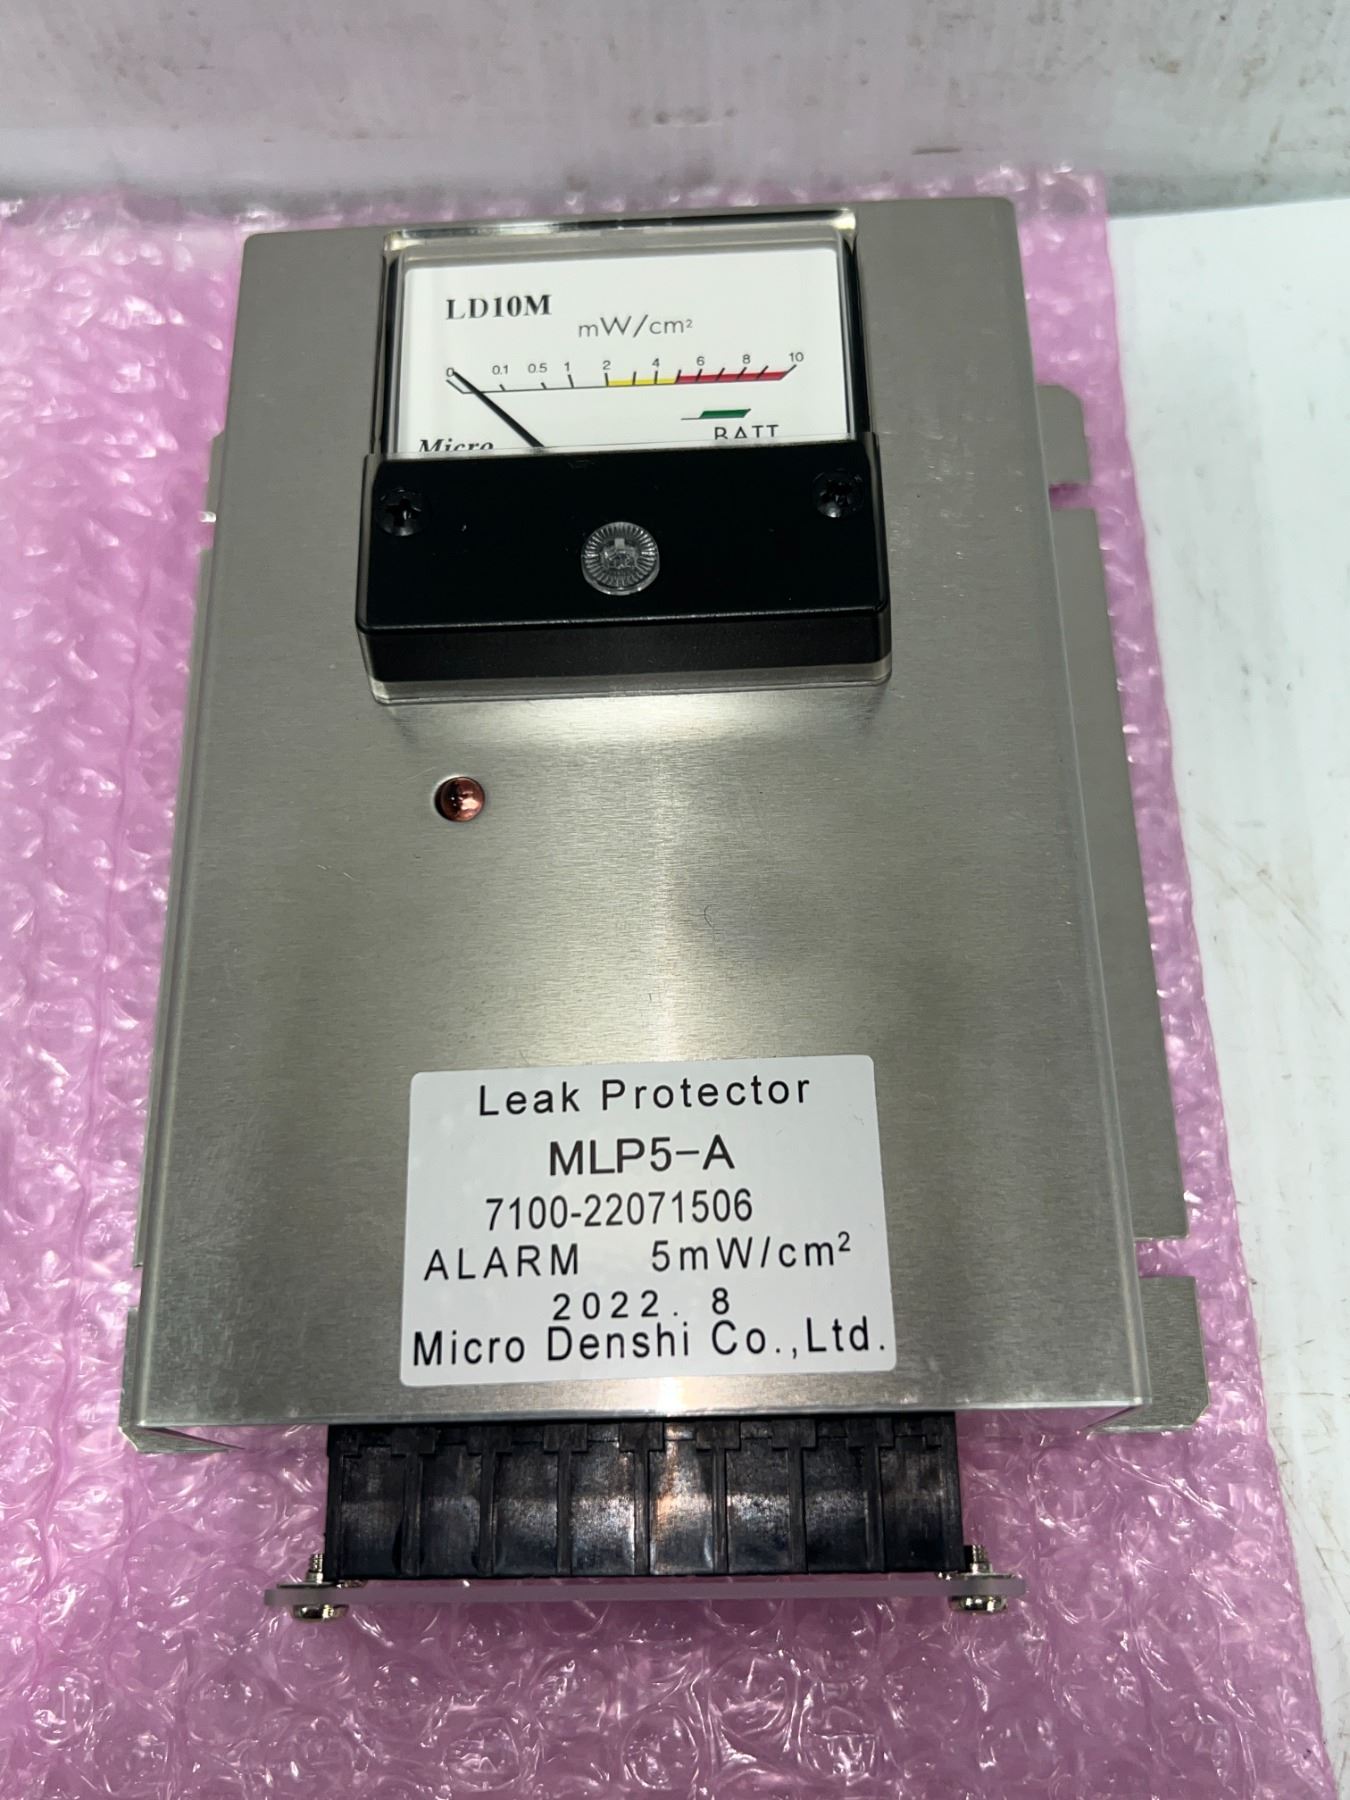 LD10M
mW/cm²
0 0.1 0.5 1 2 4 6 8 10
BATT
Micro
Leak Protector
MLP5-A
7100-22071506
ALARM 5mW/cm²
2022. 8
Micro Denshi Co.,Ltd.